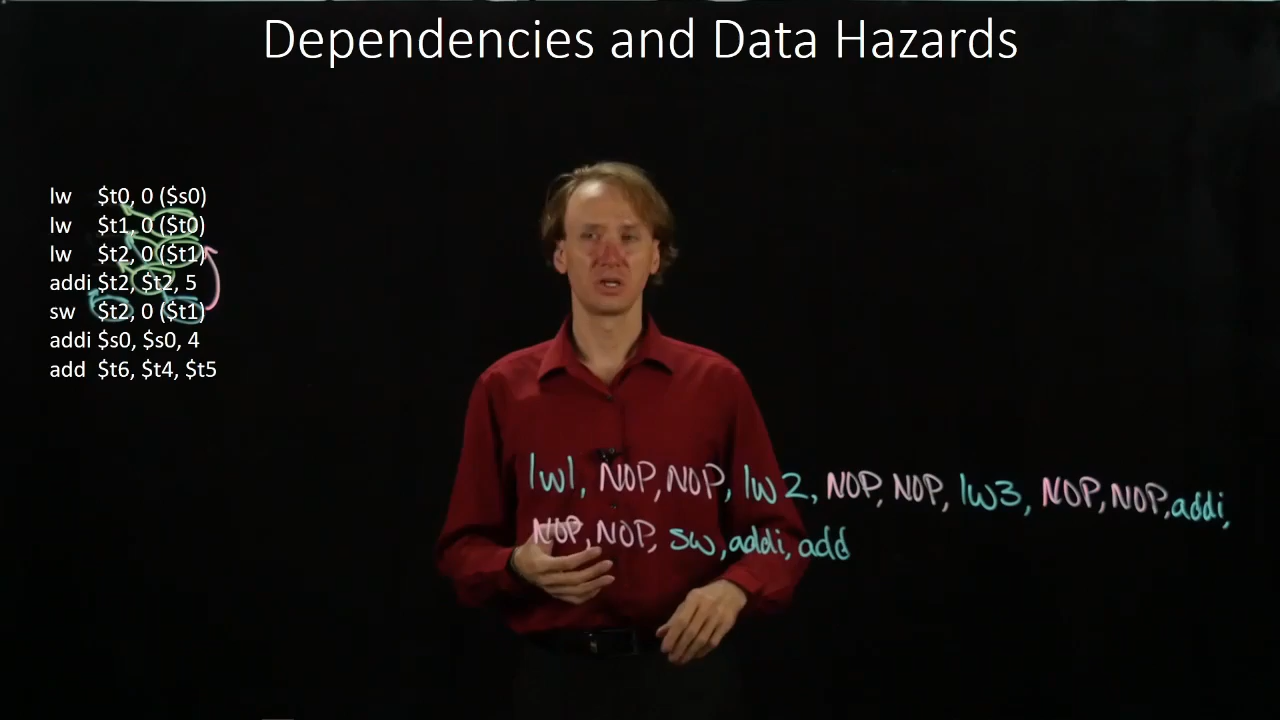 Dependencies and Data Hazards
lw $t0, 0 ($s0)
lw $t1, 0 ($t0)
lw $t2, 0 ($t1)
addi $t2, $t2, 5
sw $t2, 0 ($t1)
addi $s0, $s0, 4
add $t6, $t4, $t5
lw1, NOP, NOP, lw2, NOP, NOP, lw3, NOP, NOP, addi,
NOP, NOP, sw, addi, add